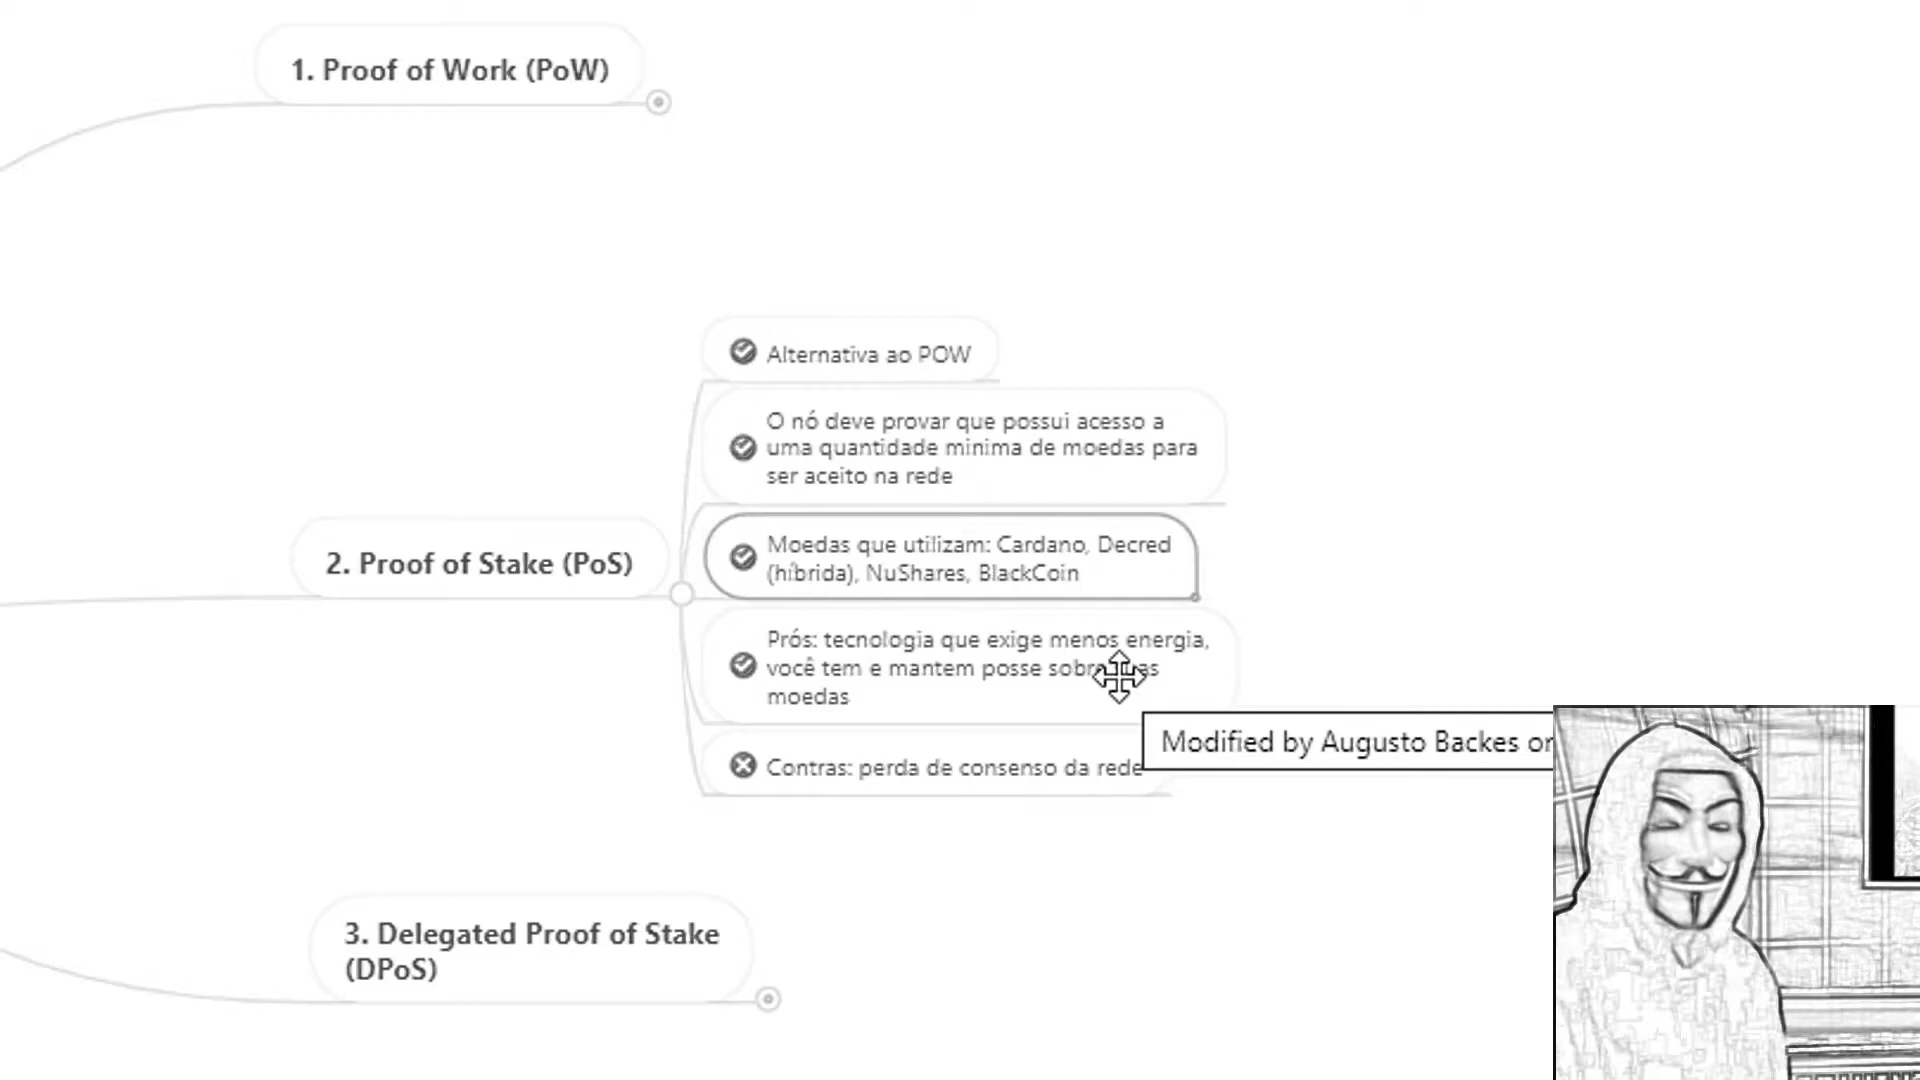 1. Proof of Work (PoW)
Alternativa ao POW
O nó deve provar que possui acesso a
uma quantidade minima de moedas para
ser aceito na rede
2. Proof of Stake (PoS)
Moedas que utilizam: Cardano, Decred
(híbrida), NuShares, BlackCoin
Prós: tecnologia que exige menos energia,
você tem e mantem posse sobre
moedas
Modified by Augusto Backes on
Contras: perda de consenso da rede
3. Delegated Proof of Stake
(DPoS)